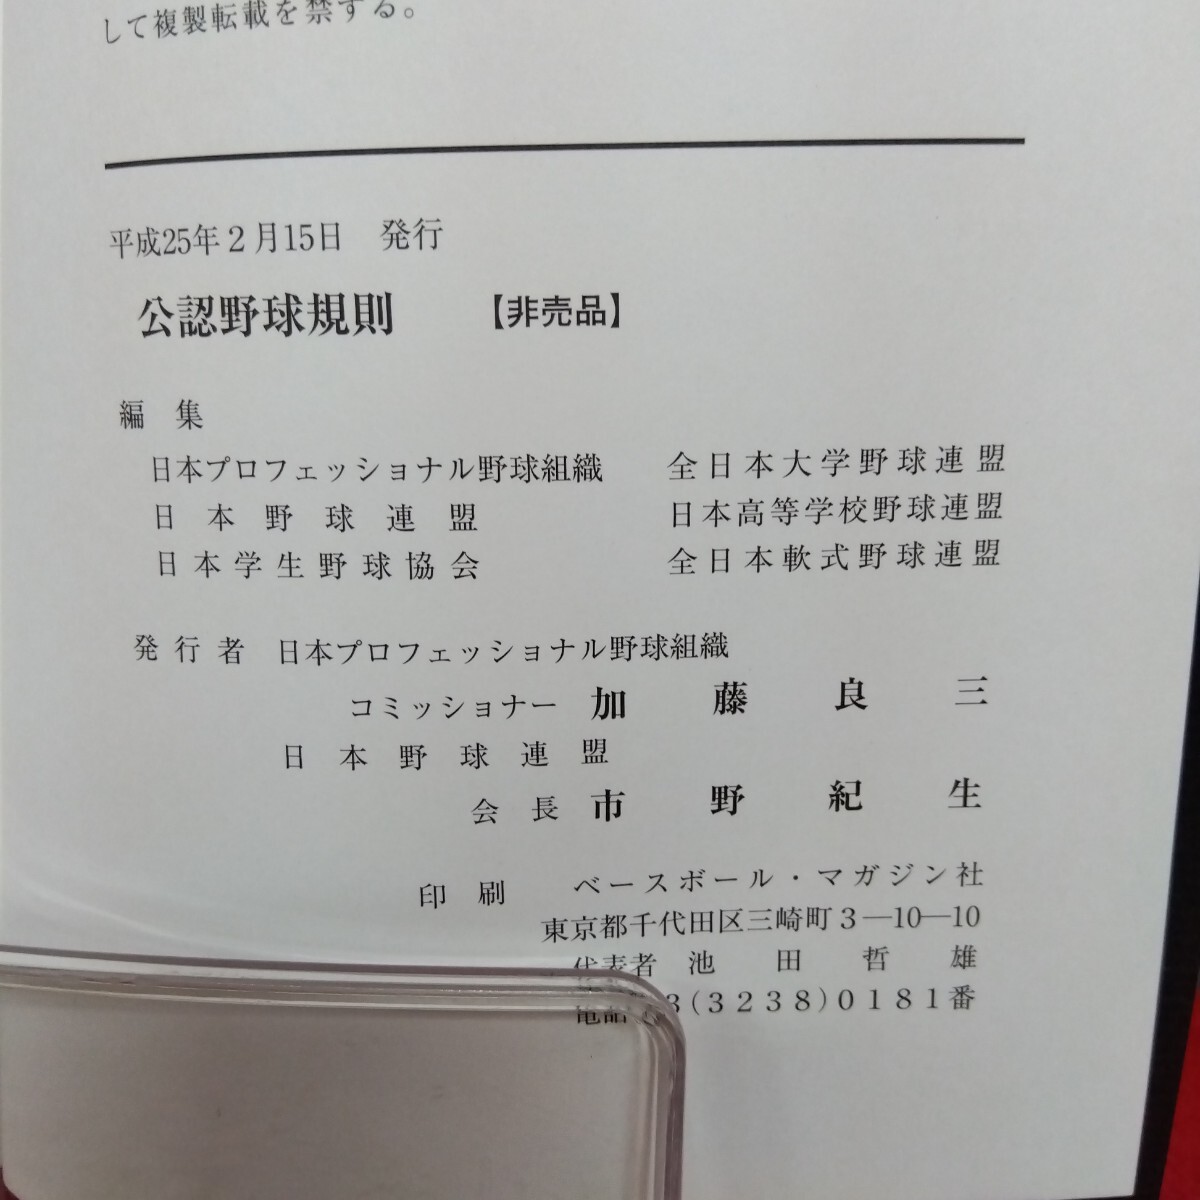 して複製転載を禁する。
平成25年2月15日 発行
公認野球規則 【非売品】
編集
日本プロフェッショナル野球組織 全日本大学野球連盟
日本野球連盟 日本高等学校野球連盟
日本学生野球協会 全日本軟式野球連盟
発行者 日本プロフェッショナル野球組織
コミッショナー 加藤良三
日本野球連盟
会長 市野紀生
印刷 ベースボール・マガジン社
東京都千代田区三崎町3—10—10
代表者 池田哲雄
電話 3(3238)0181番